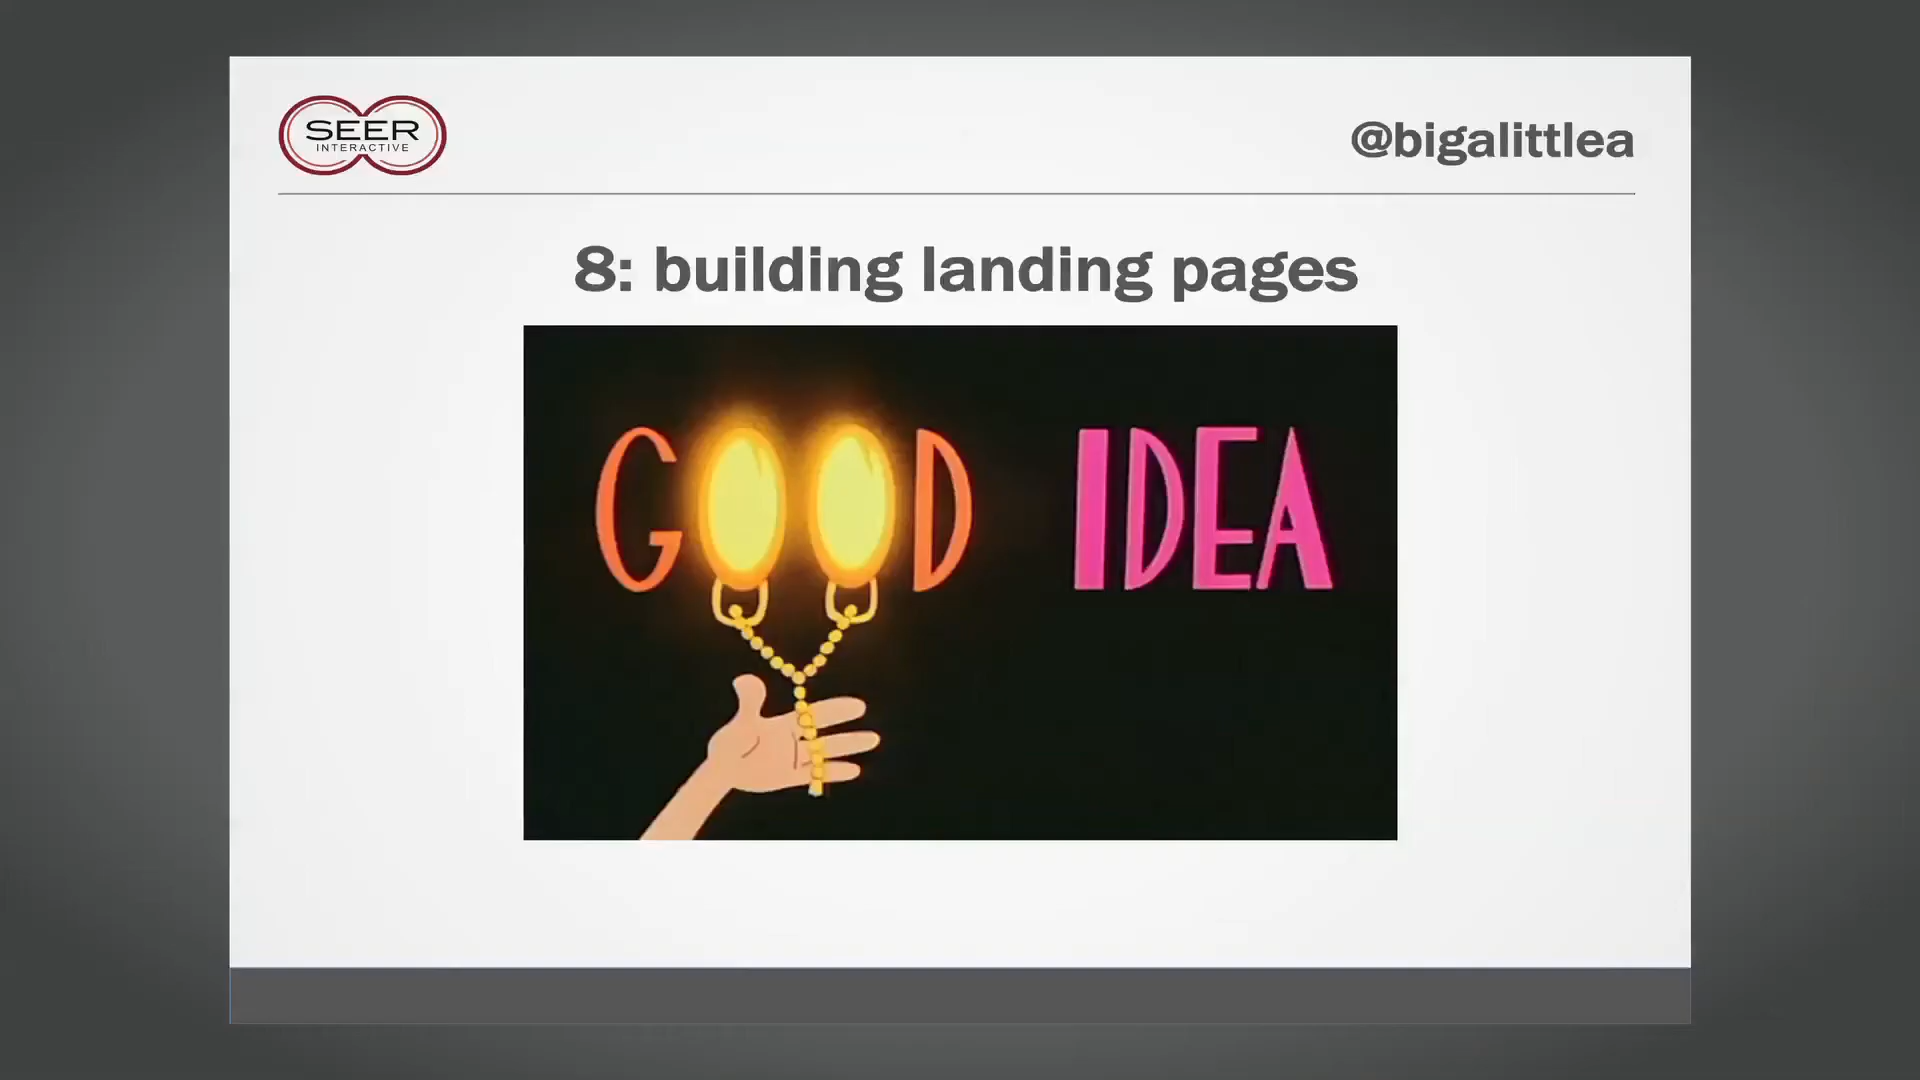 SEER
INTERACTIVE
@bigalittlea
8: building landing pages
GOOD IDEA